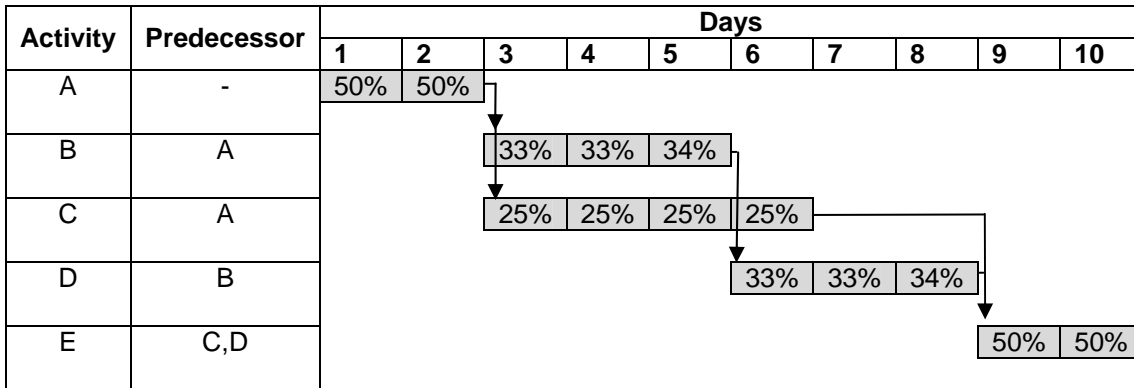 Activity Predecessor Days
1 2 3 4 5 6 7 8 9 10
A - 50% 50%
B A 33% 33% 34%
C A 25% 25% 25% 25%
D B 33% 33% 34%
E C,D 50% 50%